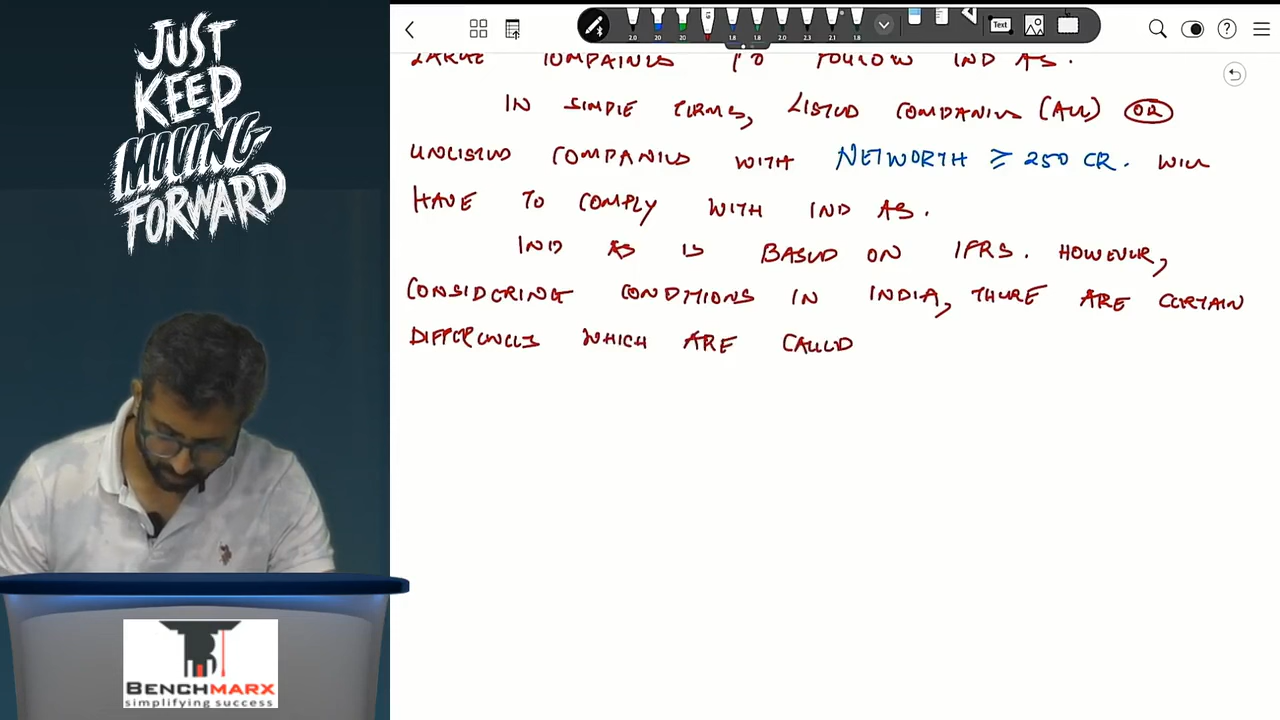 JUST
KEEP
MOVING
FORWARD
LARGE COMPANIES TO FOLLOW IND AS.
IN SIMPLE TERMS, LISTED COMPANIES (ALL) OR
UNLISTED COMPANIES WITH NETWORTH ≥ 250 CR. WILL
HAVE TO COMPLY WITH IND AS.
IND AS IS BASED ON IFRS. HOWEVER,
CONSIDERING CONDITIONS IN INDIA, THERE ARE CERTAIN
DIFFERENCES WHICH ARE CALLED
Text
BENCHMARX
simplifying success